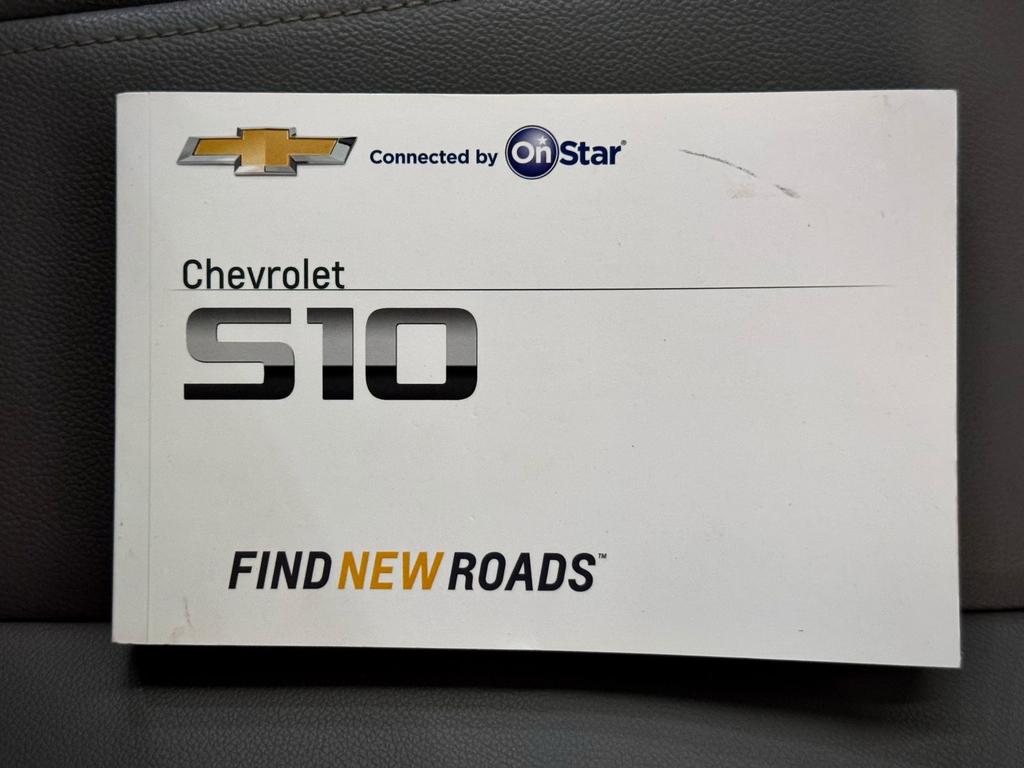 Connected by OnStar®
Chevrolet
S10
FIND NEW ROADS™